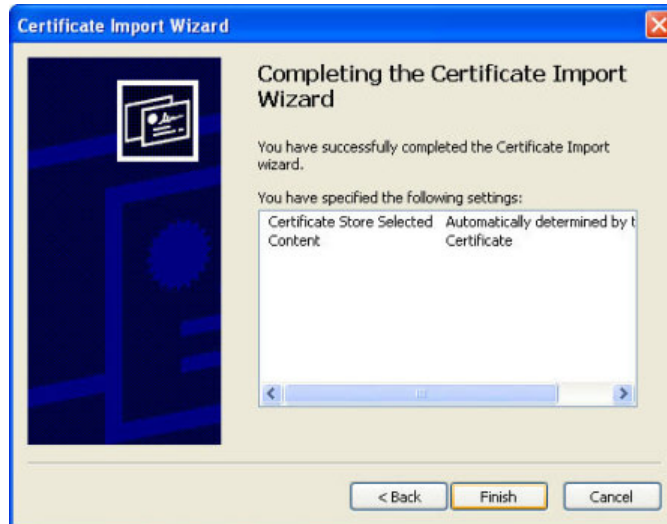 Certificate Import Wizard
Completing the Certificate Import
Wizard
You have successfully completed the Certificate Import
wizard.
You have specified the following settings:
Certificate Store Selected Automatically determined by t
Content Certificate
< Back Finish Cancel